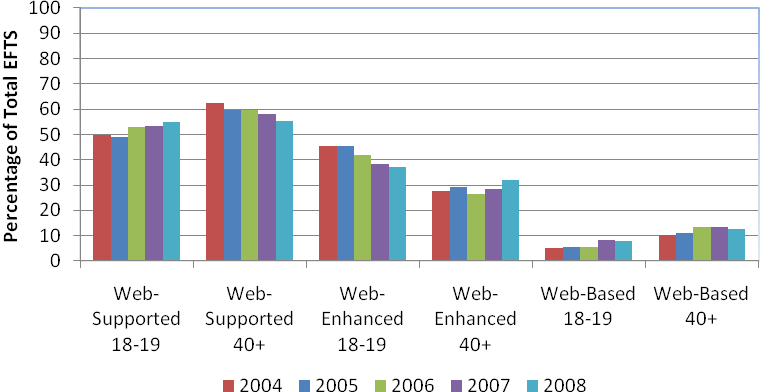 100
90
80
70
60
50
40
30
20
10
0
Percentage of Total EFTS
Web-
Supported
18-19
Web-
Supported
40+
Web-
Enhanced
18-19
Web-
Enhanced
40+
Web-Based
18-19
Web-Based
40+
2004 2005 2006 2007 2008